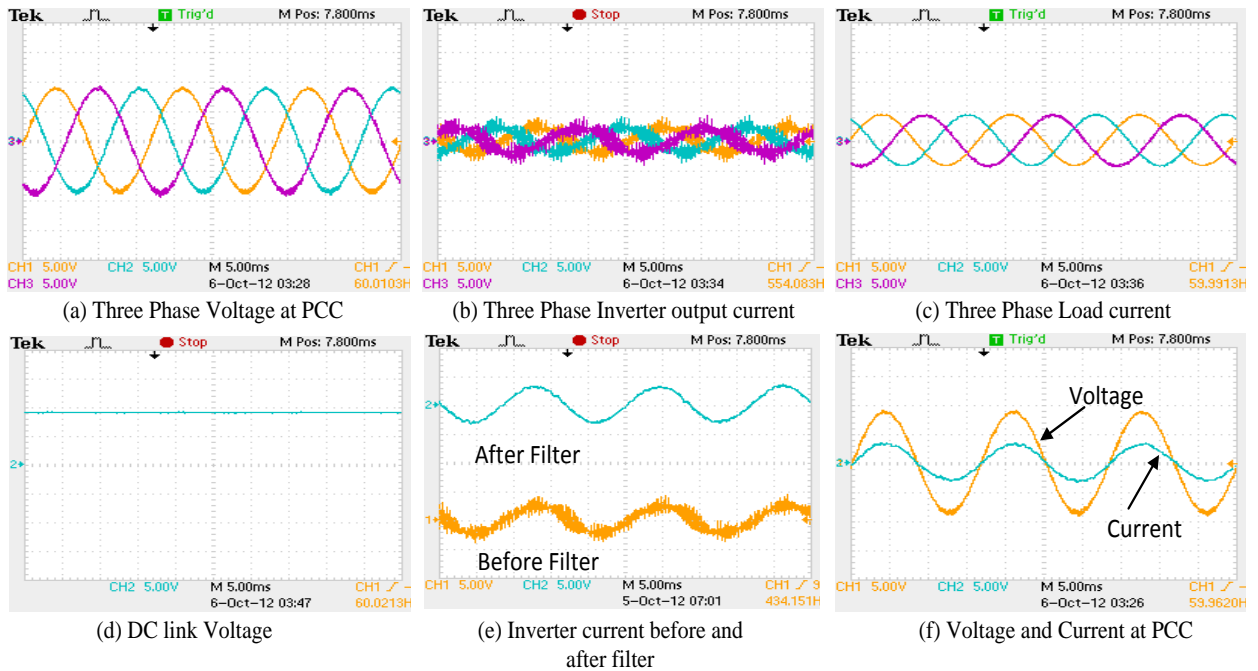 Tek Trig'd M Pos: 7.800ms
3
CH1 5.00V CH2 5.00V M 5.00ms CH1
CH3 5.00V 6-Oct-12 03:28 60.0103H
(a) Three Phase Voltage at PCC
Tek Stop M Pos: 7.800ms
3
CH1 5.00V CH2 5.00V M 5.00ms CH1
CH3 5.00V 6-Oct-12 03:34 554.083H
(b) Three Phase Inverter output current
Tek T Trig'd M Pos: 7.800ms
3
CH1 5.00V CH2 5.00V M 5.00ms CH1
CH3 5.00V 6-Oct-12 03:36 59.9913H
(c) Three Phase Load current
Tek Stop M Pos: 7.800ms
2
CH2 5.00V M 5.00ms CH1
6-Oct-12 03:47 60.0213H
(d) DC link Voltage
Tek Stop M Pos: 7.800ms
2
After Filter
1
Before Filter
CH1 5.00V CH2 5.00V M 5.00ms CH1 9
5-Oct-12 07:01 434.151H
(e) Inverter current before and
after filter
Tek T Trig'd M Pos: 7.800ms
Voltage
2
Current
CH1 5.00V CH2 5.00V M 5.00ms CH1
6-Oct-12 03:26 59.9620H
(f) Voltage and Current at PCC